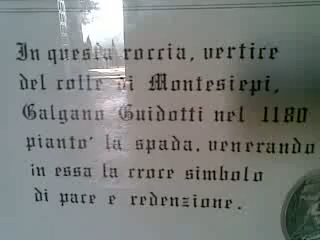 In questa roccia, vertice
del colle di Montesiepi,
Galgano Guidotti nel 1180
piantò la spada, venerando
in essa la croce simbolo
di pace e redenzione.